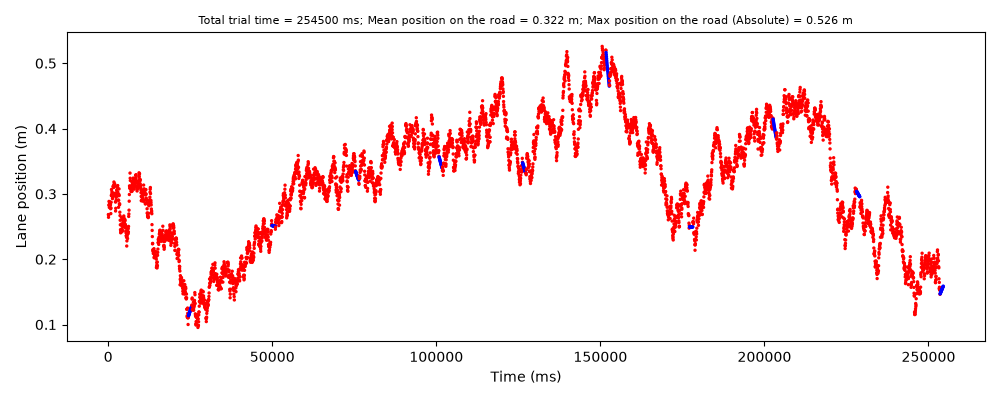 Total trial time = 254500 ms; Mean position on the road = 0.322 m; Max position on the road (Absolute) = 0.526 m
Lane position (m)
0.5
0.4
0.3
0.2
0.1
0 50000 100000 150000 200000 250000
Time (ms)